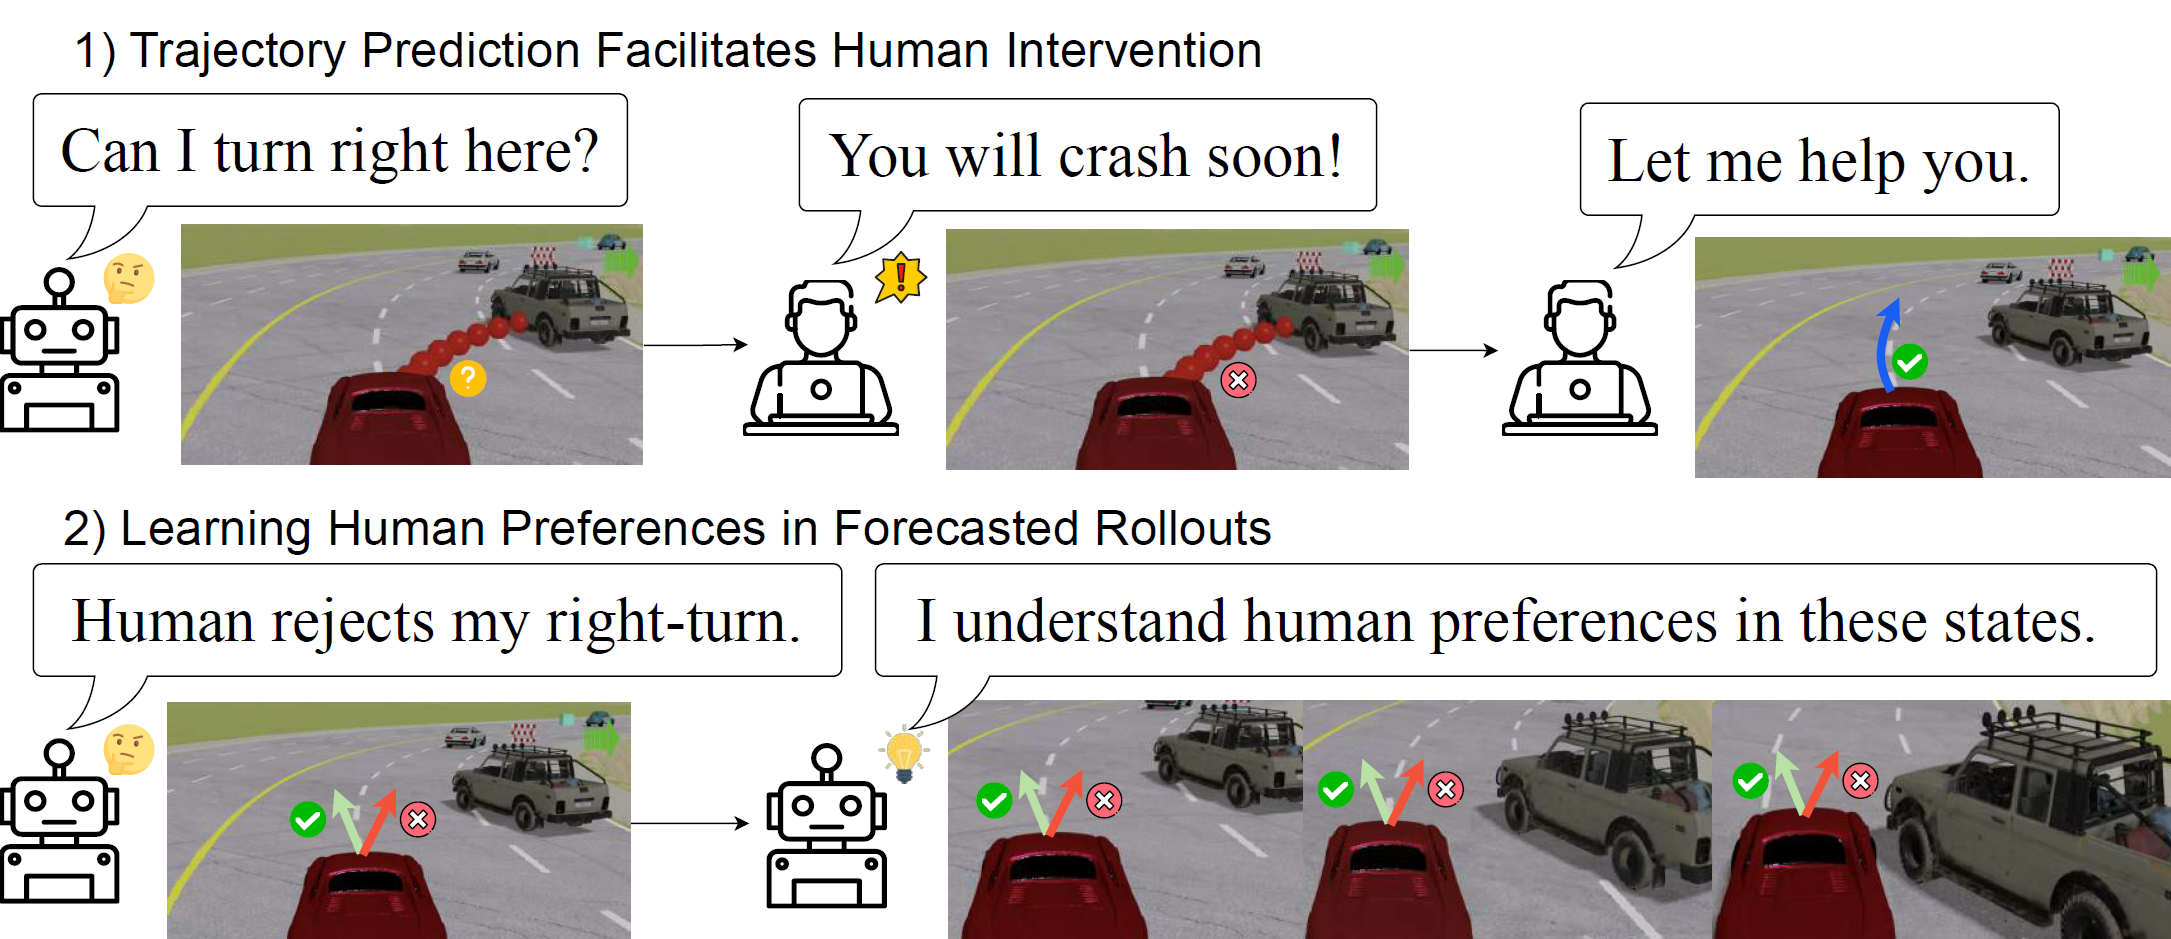 1) Trajectory Prediction Facilitates Human Intervention
Can I turn right here?
You will crash soon!
Let me help you.
2) Learning Human Preferences in Forecasted Rollouts
Human rejects my right-turn.
I understand human preferences in these states.